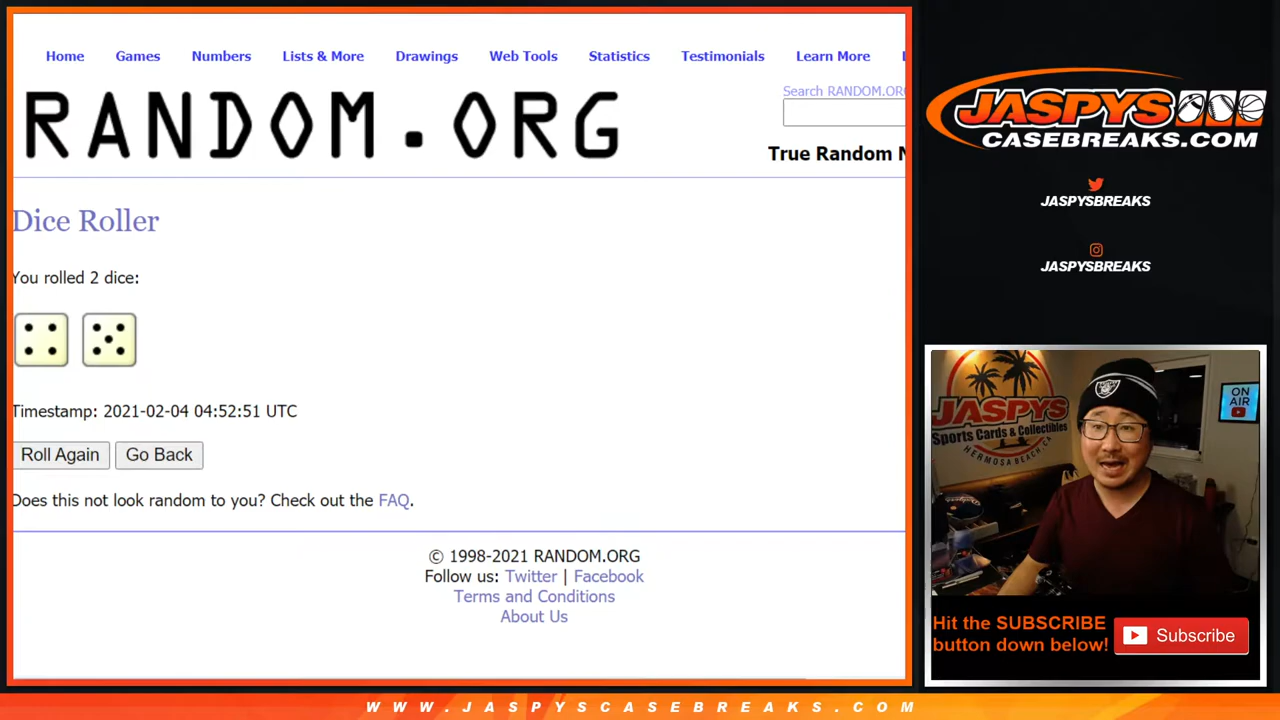 Home Games Numbers Lists & More Drawings Web Tools Statistics Testimonials Learn More
RANDOM.ORG
Search RANDOM.ORG
True Random N
Dice Roller
You rolled 2 dice:
Timestamp: 2021-02-04 04:52:51 UTC
Roll Again Go Back
Does this not look random to you? Check out the FAQ.
© 1998-2021 RANDOM.ORG
Follow us: Twitter | Facebook
Terms and Conditions
About Us
JASPYS
CASEBREAKS.COM
JASPYSBREAKS
JASPYSBREAKS
JASPYS
Sports Cards & Collectibles
HERMOSA BEACH, CA
ON
AIR
Hit the SUBSCRIBE
button down below!
Subscribe
WWW.JASPYSCASEBREAKS.COM